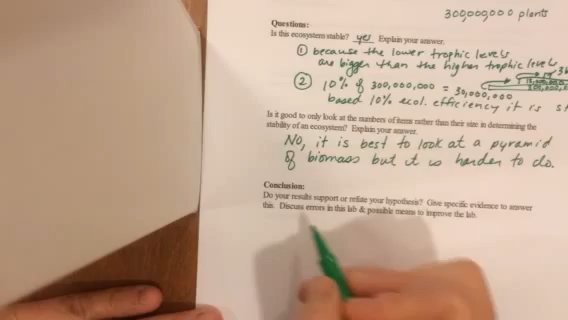 300,000,000 plants
Questions:
Is this ecosystem stable? yes Explain your answer.
① because the lower trophic levels
are bigger than the higher trophic levels
② 10% of 300,000,000 = 30,000,000
based 10% ecol. efficiency it is
Is it good to only look at the numbers of items rather than their size in determining the
stability of an ecosystem? Explain your answer.
No, it is best to look at a pyramid
of biomass but it is harder to do.
Conclusion:
Do your results support or refute your hypothesis? Give specific evidence to answer
this. Discuss errors in this lab & possible means to improve the lab.